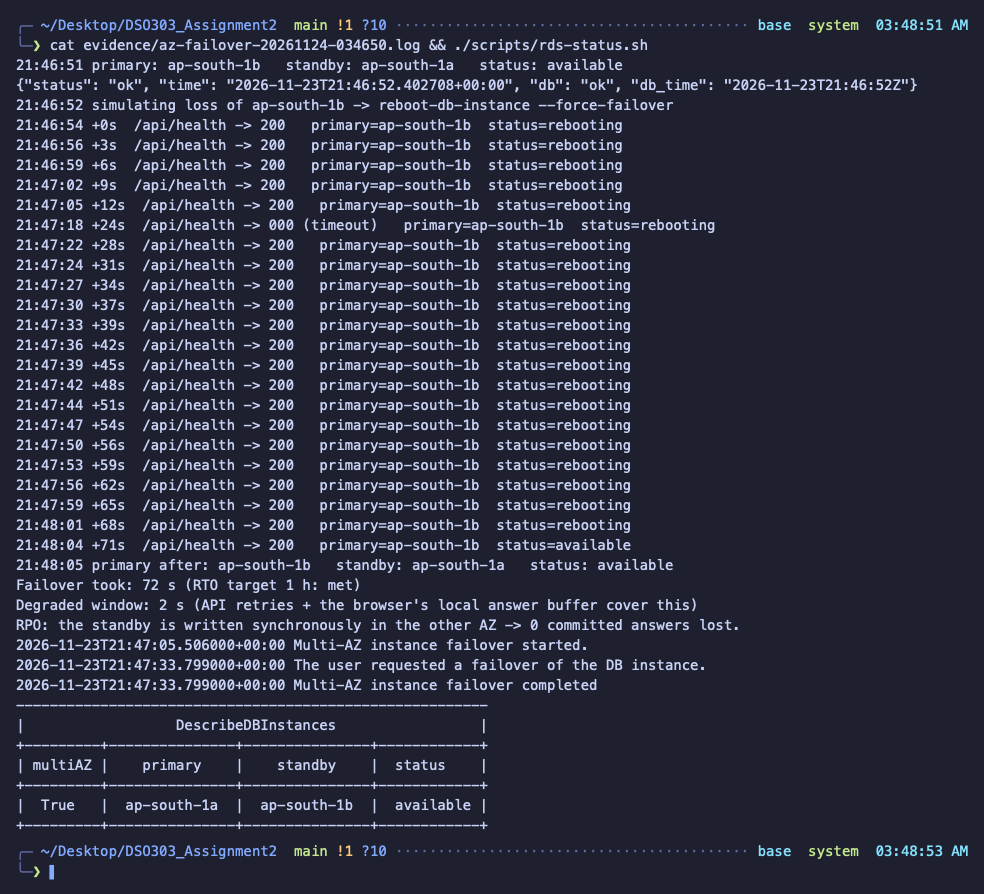 ~/Desktop/DSO303_Assignment2 main !1 ?10 base system 03:48:51 AM
❯ cat evidence/az-failover-20261124-034650.log && ./scripts/rds-status.sh
21:46:51 primary: ap-south-1b standby: ap-south-1a status: available
{"status": "ok", "time": "2026-11-23T21:46:52.402708+00:00", "db": "ok", "db_time": "2026-11-23T21:46:52Z"}
21:46:52 simulating loss of ap-south-1b -> reboot-db-instance --force-failover
21:46:54 +0s /api/health -> 200 primary=ap-south-1b status=rebooting
21:46:56 +3s /api/health -> 200 primary=ap-south-1b status=rebooting
21:46:59 +6s /api/health -> 200 primary=ap-south-1b status=rebooting
21:47:02 +9s /api/health -> 200 primary=ap-south-1b status=rebooting
21:47:05 +12s /api/health -> 200 primary=ap-south-1b status=rebooting
21:47:18 +24s /api/health -> 000 (timeout) primary=ap-south-1b status=rebooting
21:47:22 +28s /api/health -> 200 primary=ap-south-1b status=rebooting
21:47:24 +31s /api/health -> 200 primary=ap-south-1b status=rebooting
21:47:27 +34s /api/health -> 200 primary=ap-south-1b status=rebooting
21:47:30 +37s /api/health -> 200 primary=ap-south-1b status=rebooting
21:47:33 +39s /api/health -> 200 primary=ap-south-1b status=rebooting
21:47:36 +42s /api/health -> 200 primary=ap-south-1b status=rebooting
21:47:39 +45s /api/health -> 200 primary=ap-south-1b status=rebooting
21:47:42 +48s /api/health -> 200 primary=ap-south-1b status=rebooting
21:47:44 +51s /api/health -> 200 primary=ap-south-1b status=rebooting
21:47:47 +54s /api/health -> 200 primary=ap-south-1b status=rebooting
21:47:50 +56s /api/health -> 200 primary=ap-south-1b status=rebooting
21:47:53 +59s /api/health -> 200 primary=ap-south-1b status=rebooting
21:47:56 +62s /api/health -> 200 primary=ap-south-1b status=rebooting
21:47:59 +65s /api/health -> 200 primary=ap-south-1b status=rebooting
21:48:01 +68s /api/health -> 200 primary=ap-south-1b status=rebooting
21:48:04 +71s /api/health -> 200 primary=ap-south-1b status=available
21:48:05 primary after: ap-south-1b standby: ap-south-1a status: available
Failover took: 72 s (RTO target 1 h: met)
Degraded window: 2 s (API retries + the browser's local answer buffer cover this)
RPO: the standby is written synchronously in the other AZ -> 0 committed answers lost.
2026-11-23T21:47:05.506000+00:00 Multi-AZ instance failover started.
2026-11-23T21:47:33.799000+00:00 The user requested a failover of the DB instance.
2026-11-23T21:47:33.799000+00:00 Multi-AZ instance failover completed
| DescribeDBInstances |
| multiAZ | primary | standby | status |
| True | ap-south-1a | ap-south-1b | available |
~/Desktop/DSO303_Assignment2 main !1 ?10 base system 03:48:53 AM
❯